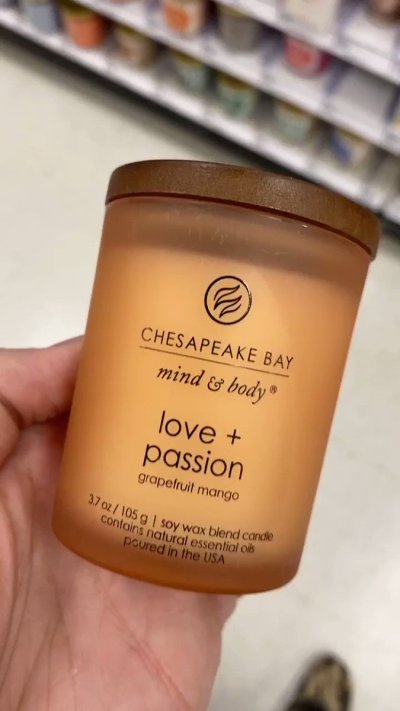 CHESAPEAKE BAY
mind & body®
love +
passion
grapefruit mango
3.7 oz / 105 g | soy wax blend candle
contains natural essential oils
poured in the USA